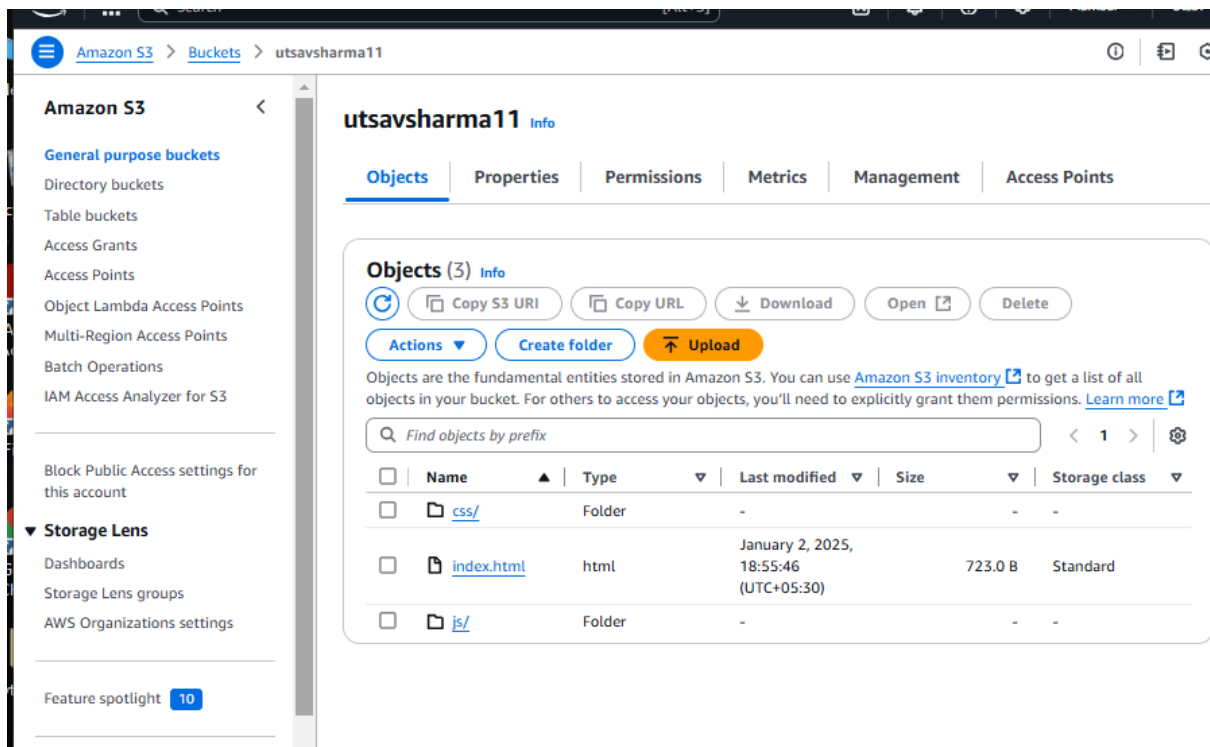 Amazon S3 > Buckets > utsavsharma11
Amazon S3
General purpose buckets
Directory buckets
Table buckets
Access Grants
Access Points
Object Lambda Access Points
Multi-Region Access Points
Batch Operations
IAM Access Analyzer for S3
Block Public Access settings for
this account
Storage Lens
Dashboards
Storage Lens groups
AWS Organizations settings
Feature spotlight 10
utsavsharma11 Info
Objects Properties Permissions Metrics Management Access Points
Objects (3) Info
Copy S3 URI Copy URL Download Open Delete
Actions Create folder Upload
Objects are the fundamental entities stored in Amazon S3. You can use Amazon S3 inventory to get a list of all
objects in your bucket. For others to access your objects, you'll need to explicitly grant them permissions. Learn more
Find objects by prefix < 1 >
Name Type Last modified Size Storage class
css/ Folder - - -
index.html html January 2, 2025, 18:55:46 (UTC+05:30) 723.0 B Standard
js/ Folder - - -